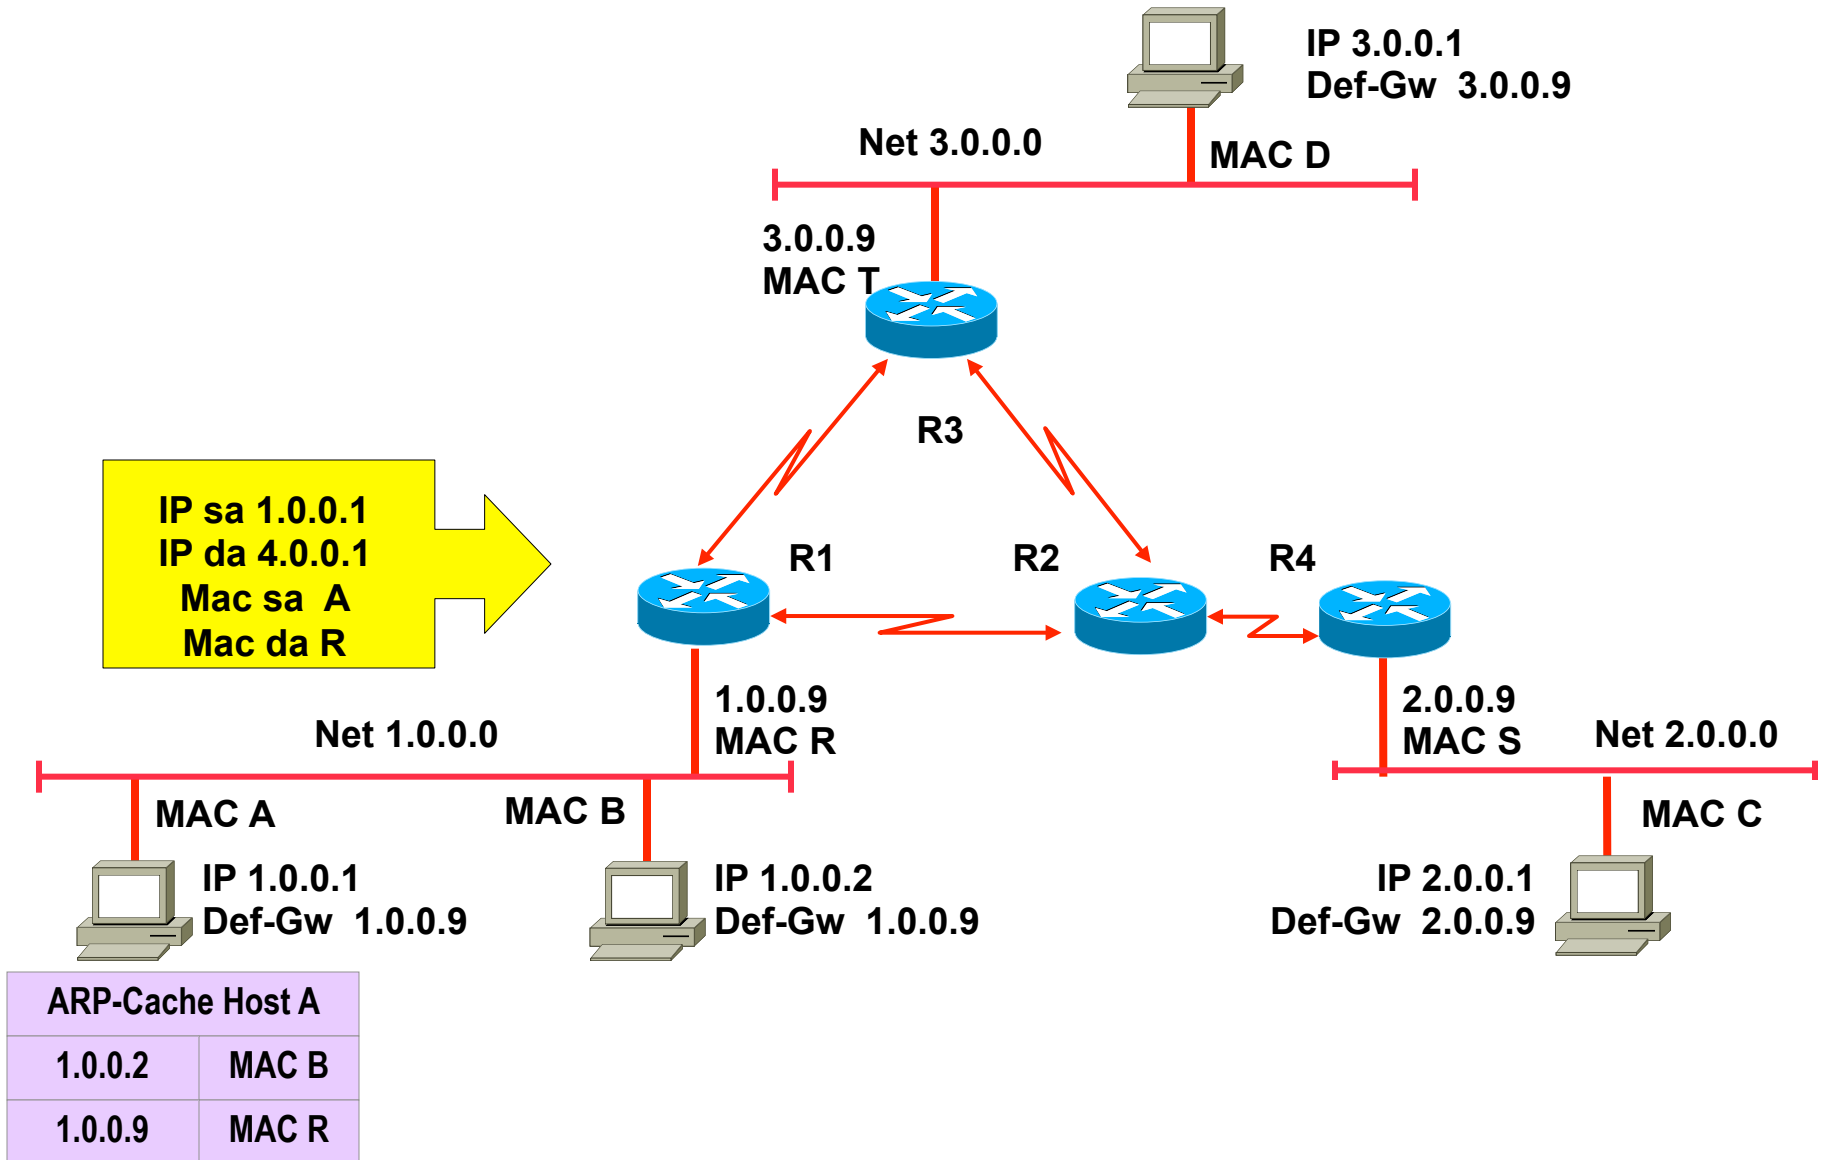 IP 3.0.0.1
Def-Gw 3.0.0.9
Net 3.0.0.0
MAC D
3.0.0.9
MAC T
R3
IP sa 1.0.0.1
IP da 4.0.0.1
Mac sa A
Mac da R
R1
R2
R4
1.0.0.9
MAC R
2.0.0.9
MAC S
Net 1.0.0.0
Net 2.0.0.0
MAC A
MAC B
MAC C
IP 1.0.0.1
Def-Gw 1.0.0.9
IP 1.0.0.2
Def-Gw 1.0.0.9
IP 2.0.0.1
Def-Gw 2.0.0.9
ARP-Cache Host A
1.0.0.2 MAC B
1.0.0.9 MAC R